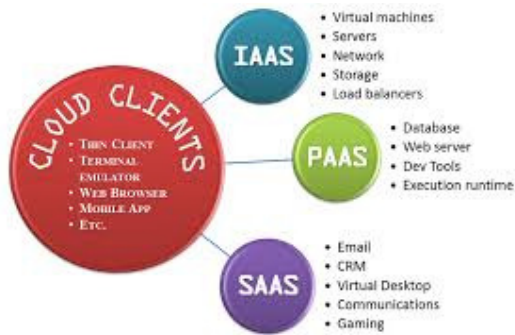 CLOUD CLIENTS
• THIN CLIENT
• TERMINAL
EMULATOR
• WEB BROWSER
• MOBILE APP
• ETC.
IAAS
• Virtual machines
• Servers
• Network
• Storage
• Load balancers
PAAS
• Database
• Web server
• Dev Tools
• Execution runtime
SAAS
• Email
• CRM
• Virtual Desktop
• Communications
• Gaming